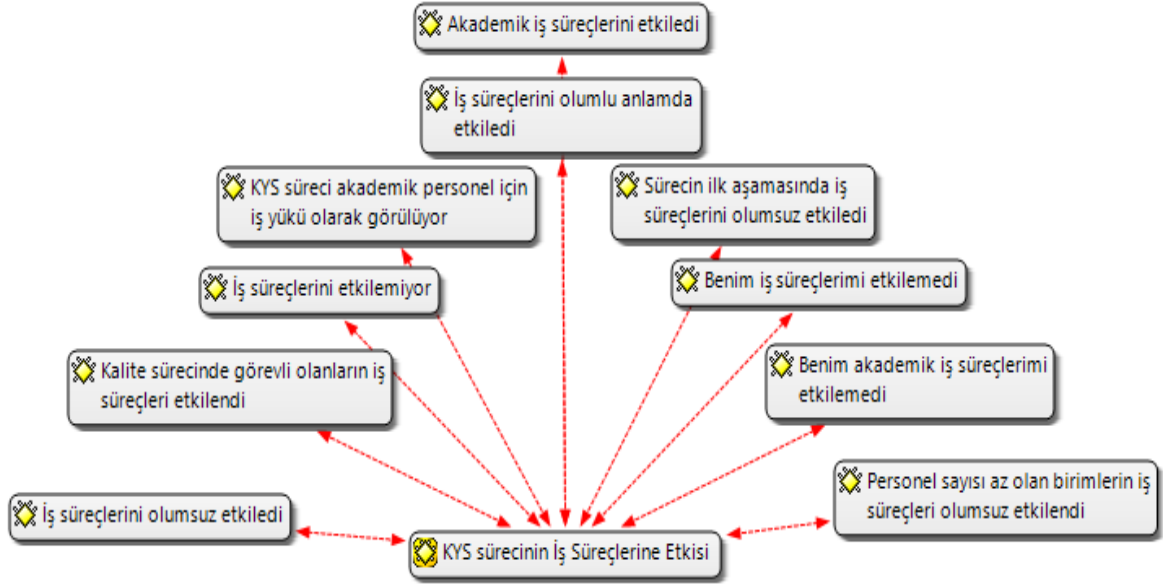 Akademik iş süreçlerini etkiledi
İş süreçlerini olumlu anlamda
etkiledi
KYS süreci akademik personel için
iş yükü olarak görülüyor
Sürecin ilk aşamasında iş
süreçlerini olumsuz etkiledi
İş süreçlerini etkilemiyor
Benim iş süreçlerimi etkilemedi
Kalite sürecinde görevli olanların iş
süreçleri etkilendi
Benim akademik iş süreçlerimi
etkilemedi
İş süreçlerini olumsuz etkiledi
Personel sayısı az olan birimlerin iş
süreçleri olumsuz etkilendi
KYS sürecinin İş Süreçlerine Etkisi